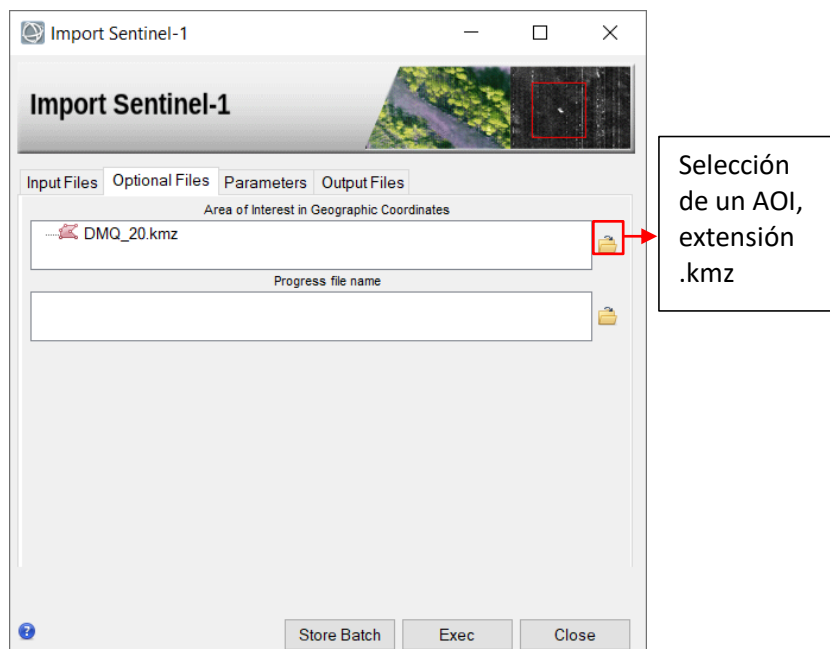 Import Sentinel-1
Import Sentinel-1
Input Files Optional Files Parameters Output Files
Area of Interest in Geographic Coordinates
DMQ_20.kmz
Progress file name
Store Batch Exec Close
Selección
de un AOI,
extensión
.kmz